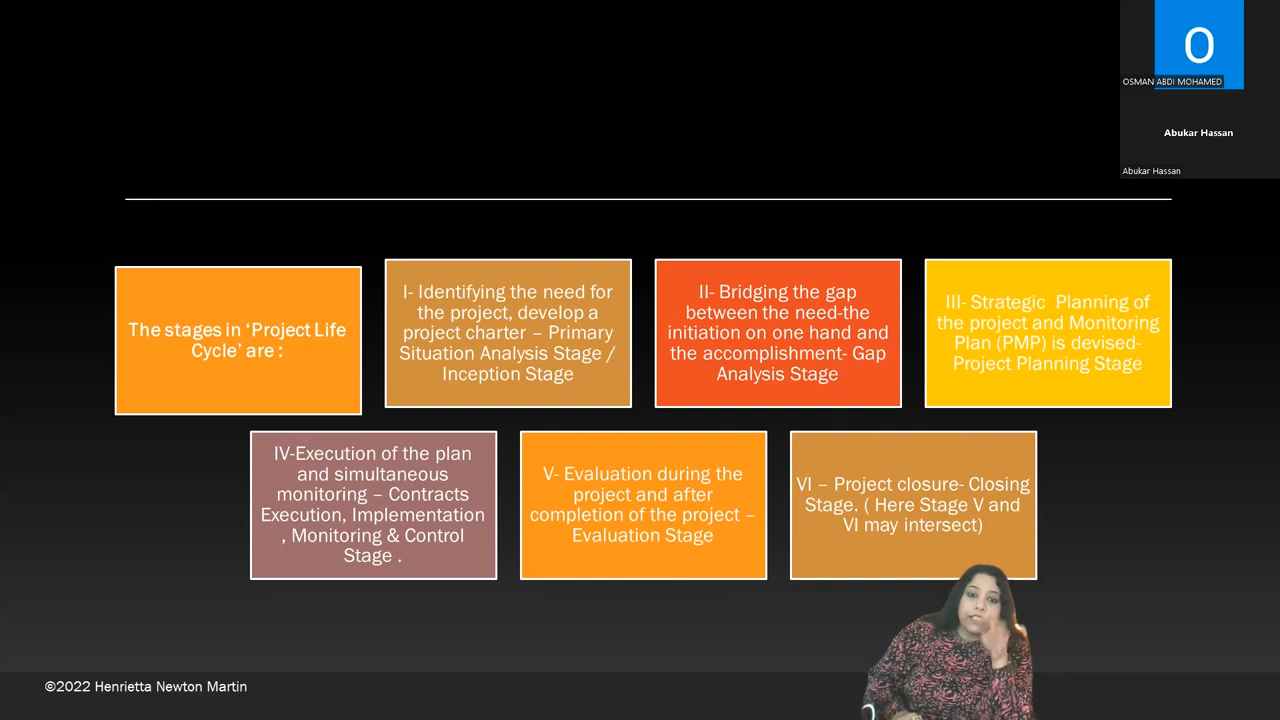 O
OSMAN ABDI MOHAMED
Abukar Hassan
Abukar Hassan
The stages in ‘Project Life
Cycle’ are :
I- Identifying the need for
the project, develop a
project charter – Primary
Situation Analysis Stage /
Inception Stage
II- Bridging the gap
between the need-the
initiation on one hand and
the accomplishment- Gap
Analysis Stage
III- Strategic Planning of
the project and Monitoring
Plan (PMP) is devised-
Project Planning Stage
IV-Execution of the plan
and simultaneous
monitoring – Contracts
Execution, Implementation
, Monitoring & Control
Stage .
V- Evaluation during the
project and after
completion of the project –
Evaluation Stage
VI – Project closure- Closing
Stage. ( Here Stage V and
VI may intersect)
©2022 Henrietta Newton Martin